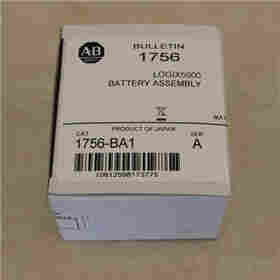 AB
BULLETIN
1756
LOGIX5000
BATTERY ASSEMBLY
PRODUCT OF JAPAN
CAT. SER.
1756-BA1 A